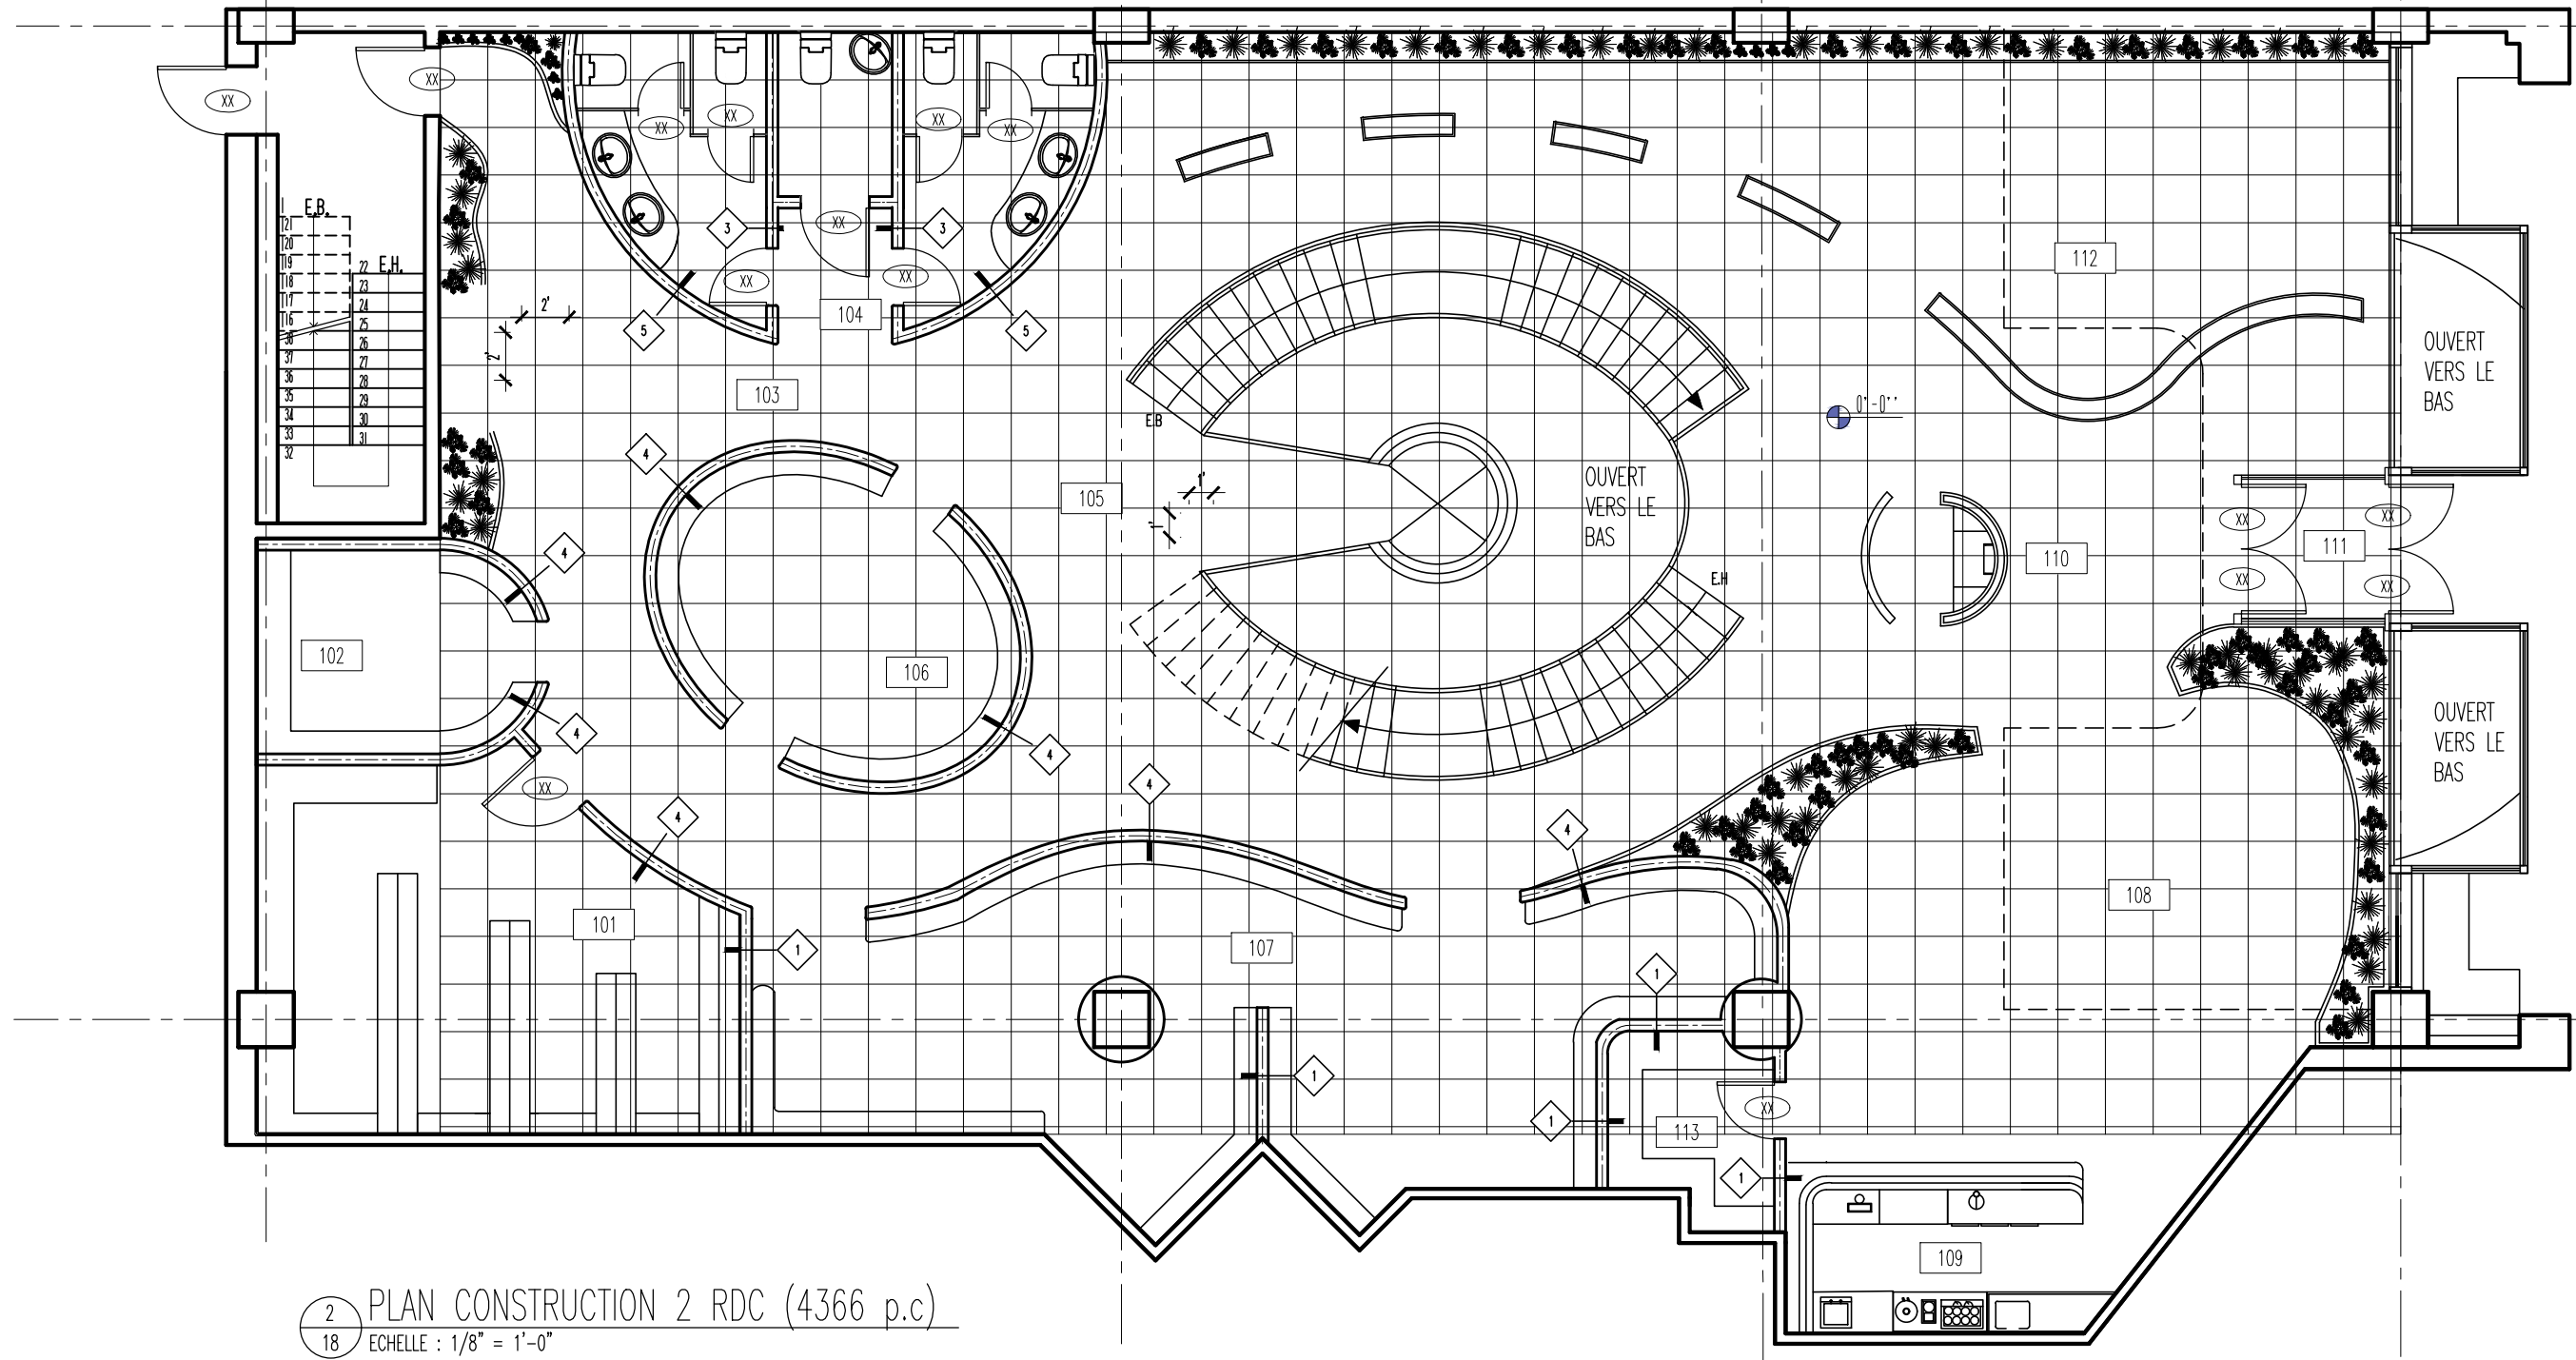 XX
XX
XX
XX
XX
XX
E.B.
21
20
19
18
17
16
38
37
36
35
34
33
32
E.H.
22
23
24
25
26
27
28
29
30
31
3
XX
3
XX
XX
112
2'
2'
5
104
5
103
OUVERT
VERS LE
BAS
0'-0''
E.B
4
105
1'
1'
OUVERT
VERS LE
BAS
XX
XX
111
110
XX
XX
4
E.H
102
106
4
4
OUVERT
VERS LE
BAS
XX
4
4
4
101
1
107
108
1
1
1
113
XX
1
109
2
18
PLAN CONSTRUCTION 2 RDC (4366 p.c)
ECHELLE : 1/8" = 1'-0"